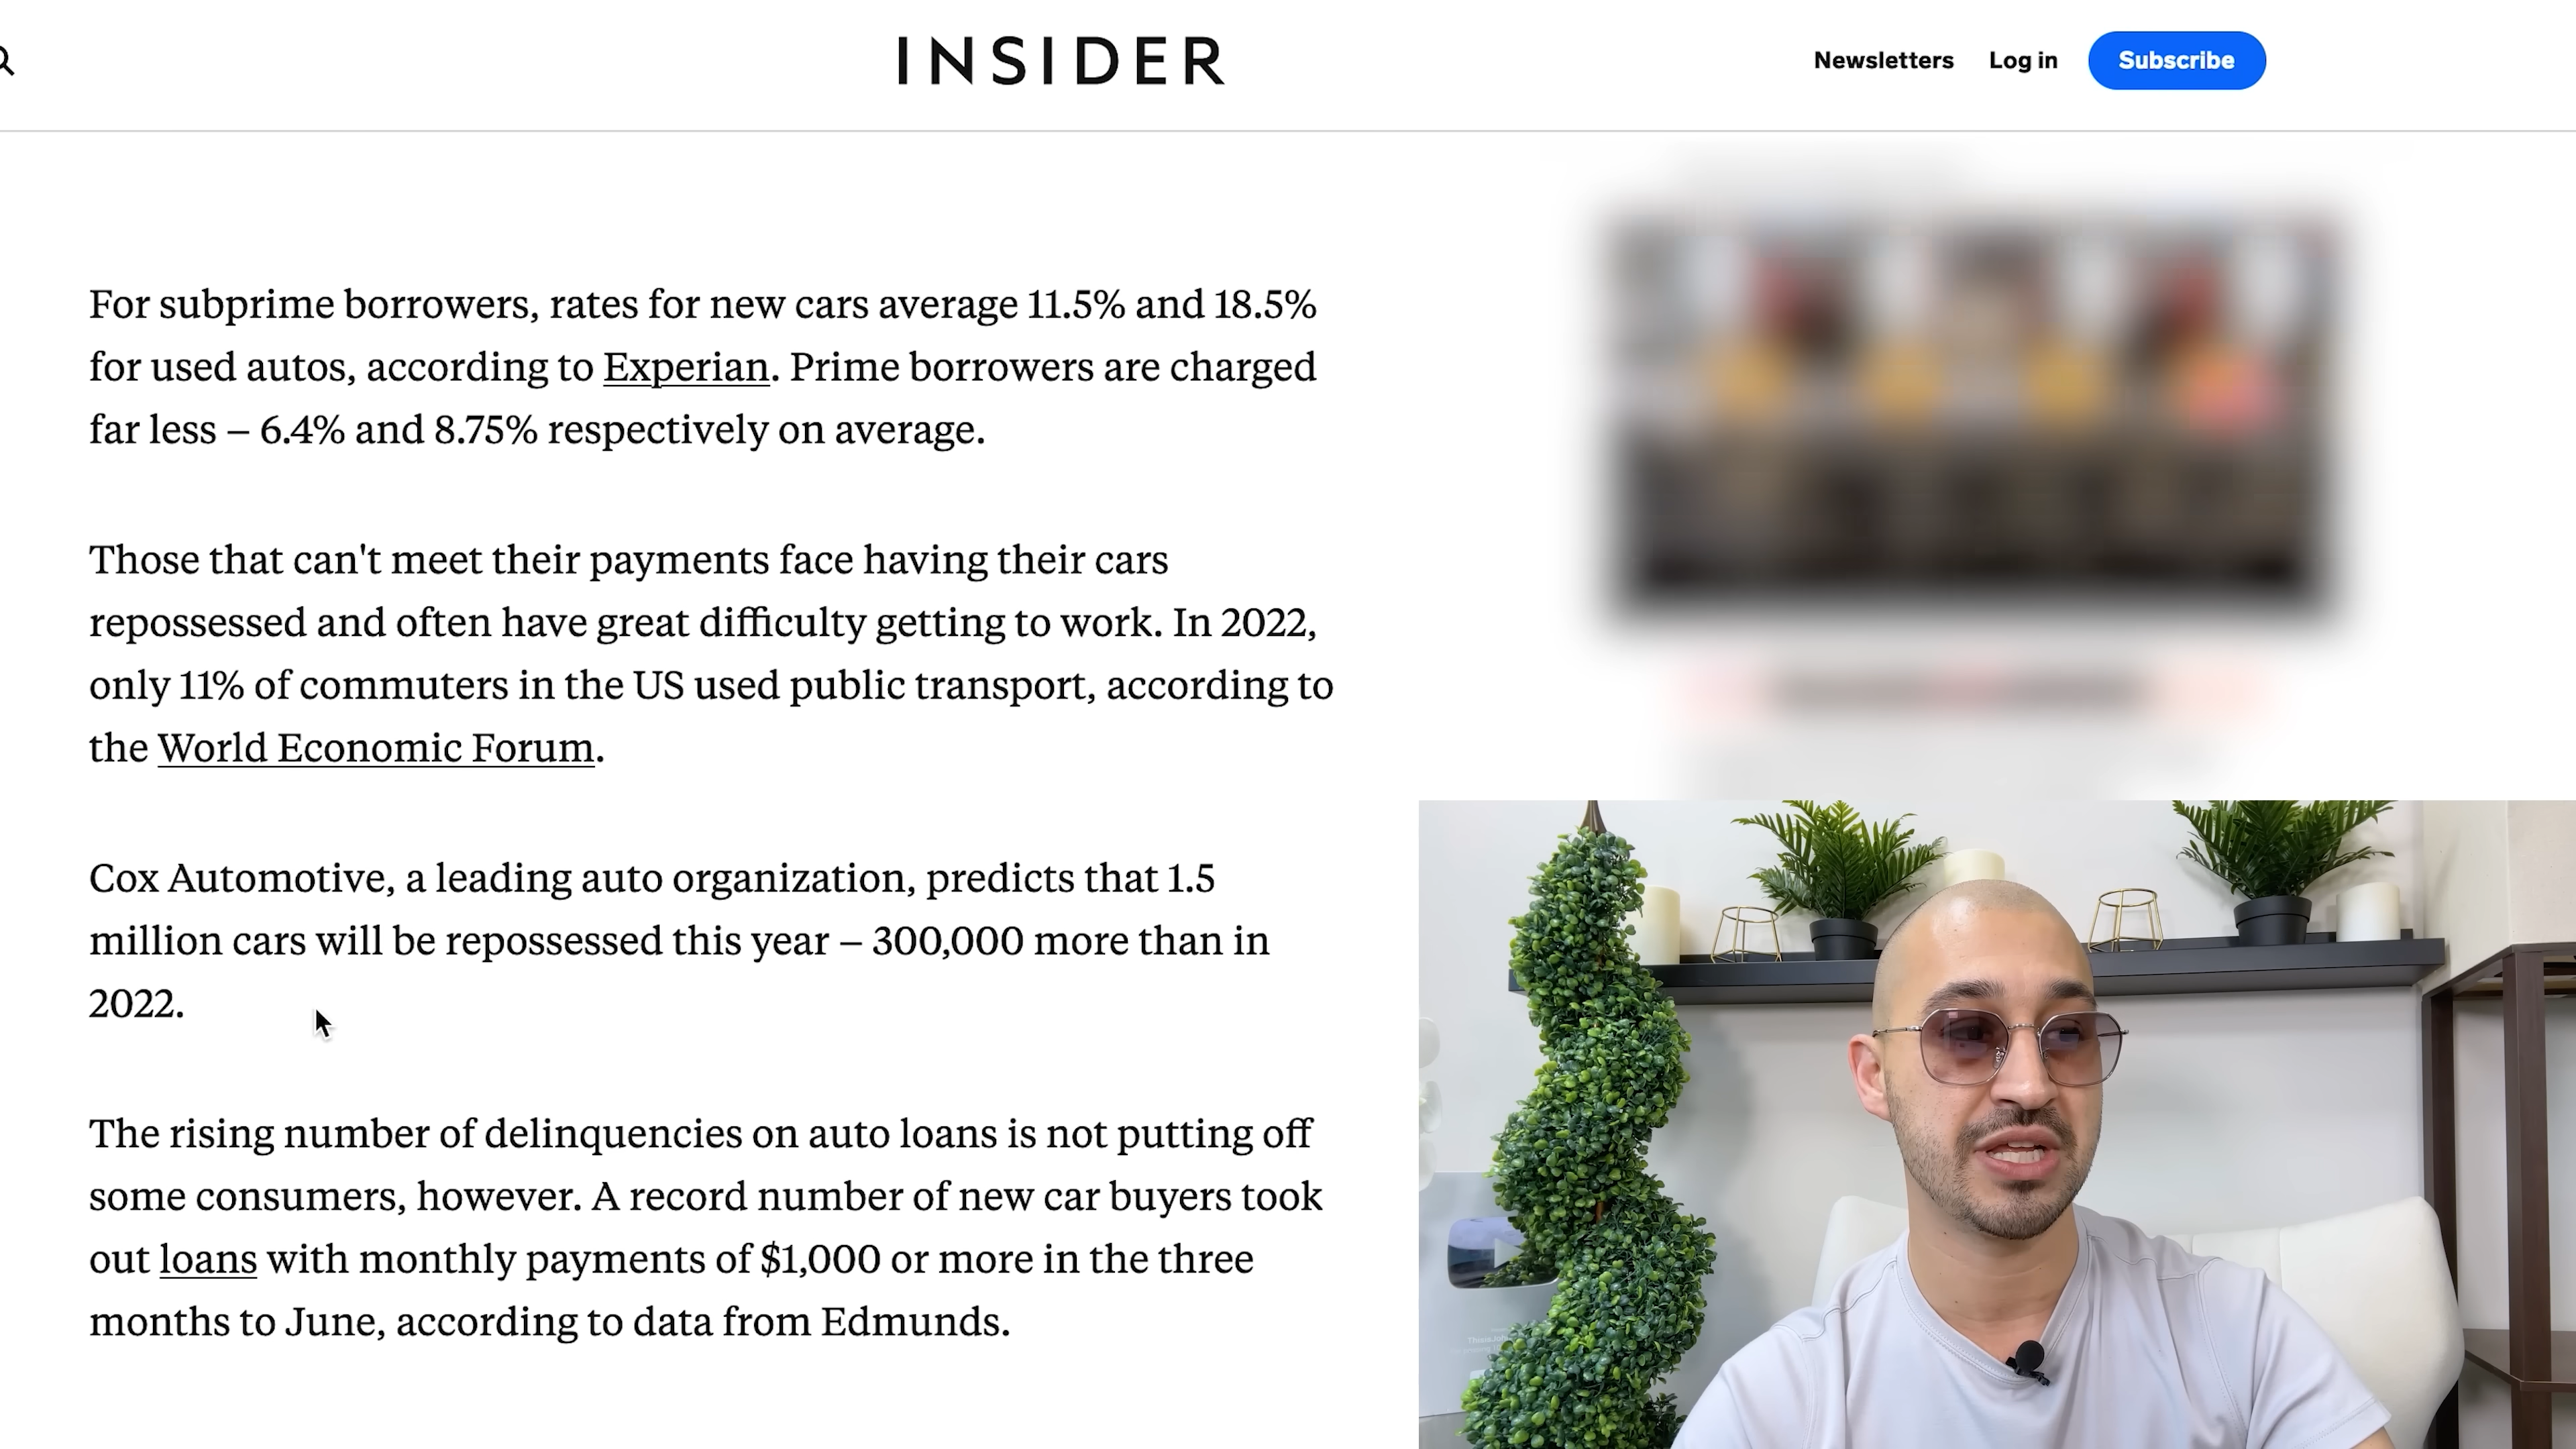 INSIDER
Newsletters
Log in
Subscribe
For subprime borrowers, rates for new cars average 11.5% and 18.5%
for used autos, according to Experian. Prime borrowers are charged
far less – 6.4% and 8.75% respectively on average.
Those that can't meet their payments face having their cars
repossessed and often have great difficulty getting to work. In 2022,
only 11% of commuters in the US used public transport, according to
the World Economic Forum.
Cox Automotive, a leading auto organization, predicts that 1.5
million cars will be repossessed this year – 300,000 more than in
2022.
The rising number of delinquencies on auto loans is not putting off
some consumers, however. A record number of new car buyers took
out loans with monthly payments of $1,000 or more in the three
months to June, according to data from Edmunds.